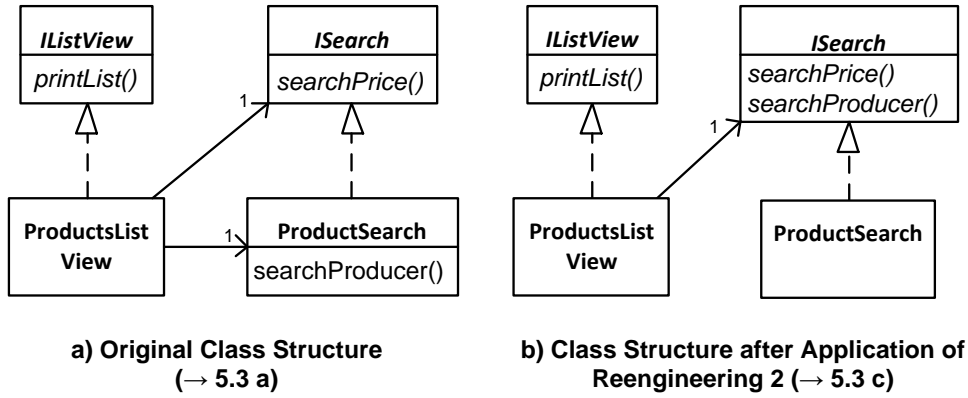 IListView
printList()
ISearch
searchPrice()
1
ProductsList
View
1
ProductSearch
searchProducer()
a) Original Class Structure
(→ 5.3 a)
IListView
printList()
ISearch
searchPrice()
searchProducer()
1
ProductsList
View
ProductSearch
b) Class Structure after Application of
Reengineering 2 (→ 5.3 c)